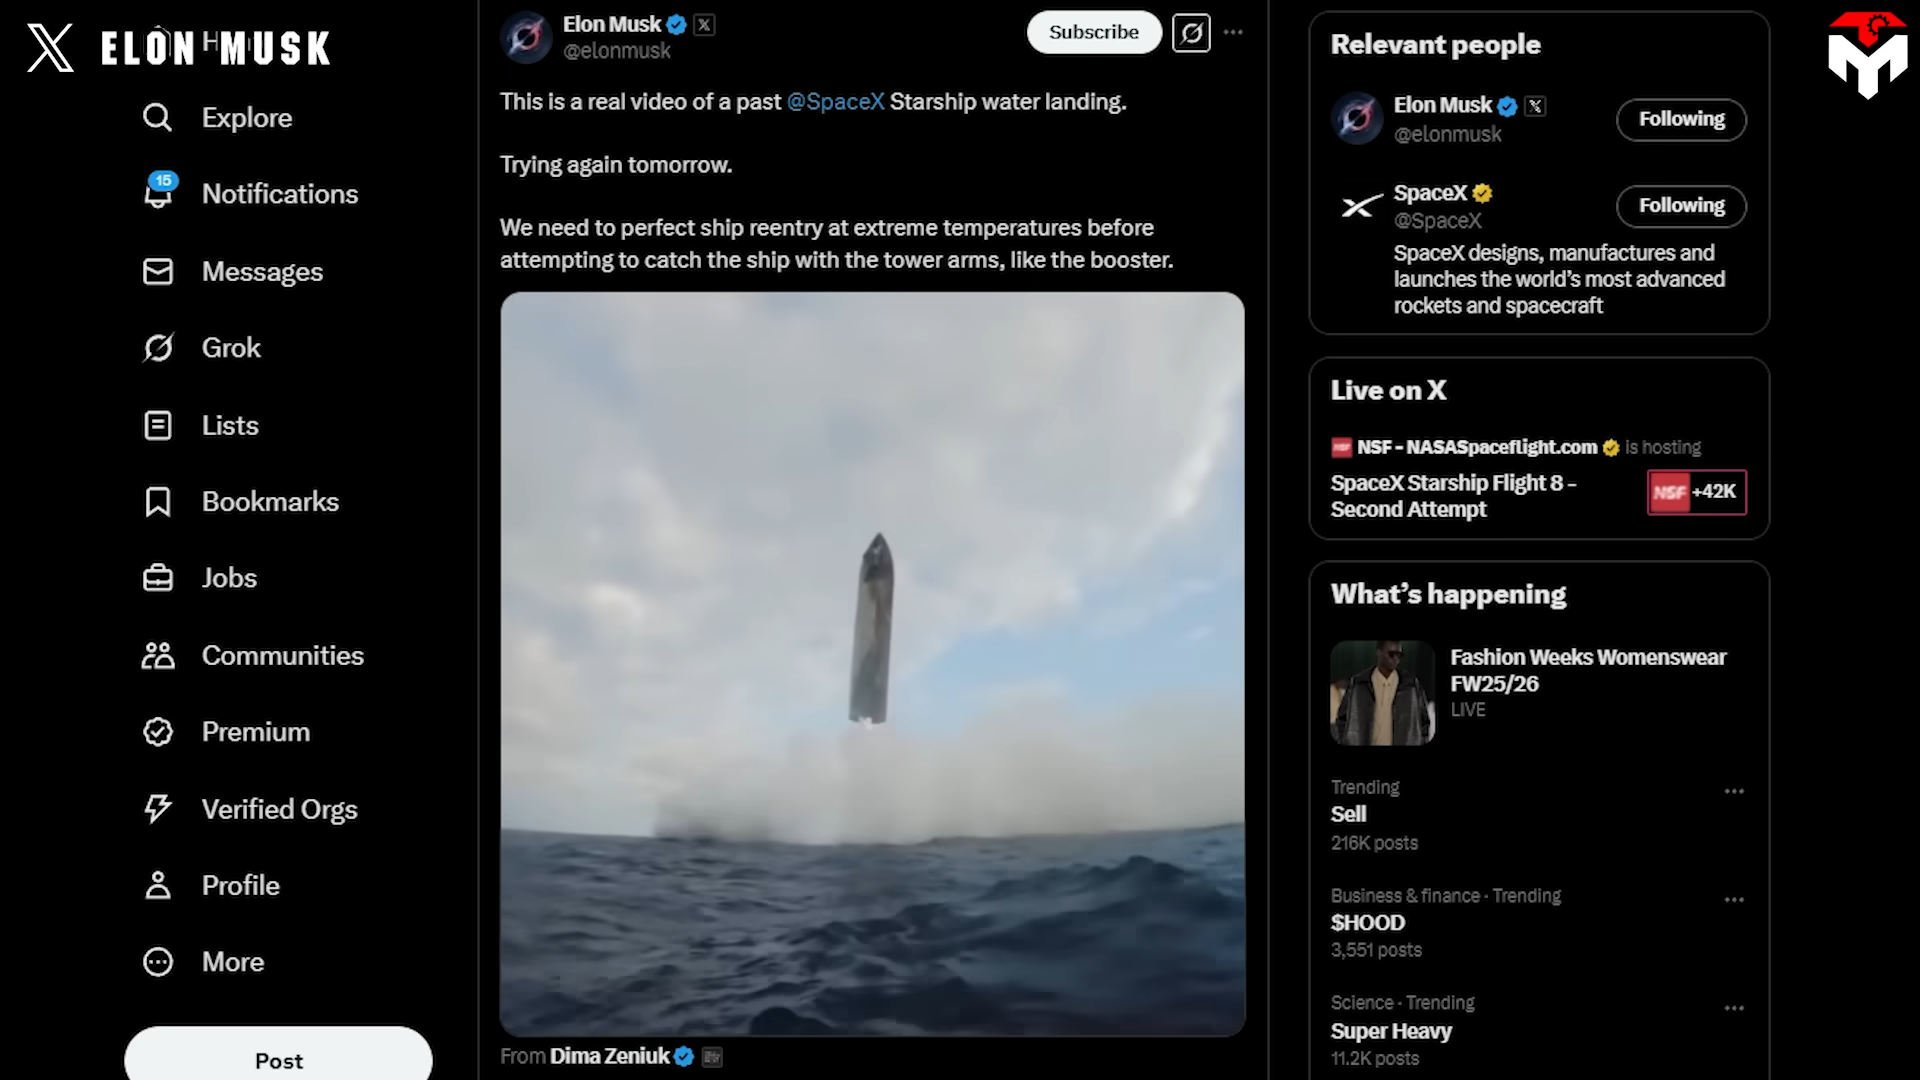 ELON MUSK
Explore
15
Notifications
Messages
Grok
Lists
Bookmarks
Jobs
Communities
Premium
Verified Orgs
Profile
More
Post
Elon Musk
@elonmusk
Subscribe
This is a real video of a past @SpaceX Starship water landing.
Trying again tomorrow.
We need to perfect ship reentry at extreme temperatures before
attempting to catch the ship with the tower arms, like the booster.
From Dima Zeniuk
Relevant people
Elon Musk
@elonmusk
Following
SpaceX
@SpaceX
Following
SpaceX designs, manufactures and
launches the world’s most advanced
rockets and spacecraft
Live on X
NSF NSF - NASASpaceflight.com is hosting
SpaceX Starship Flight 8 –
Second Attempt
NSF +42K
What’s happening
Fashion Weeks Womenswear
FW25/26
LIVE
Trending
Sell
216K posts
Business & finance · Trending
$HOOD
3,551 posts
Science · Trending
Super Heavy
11.2K posts